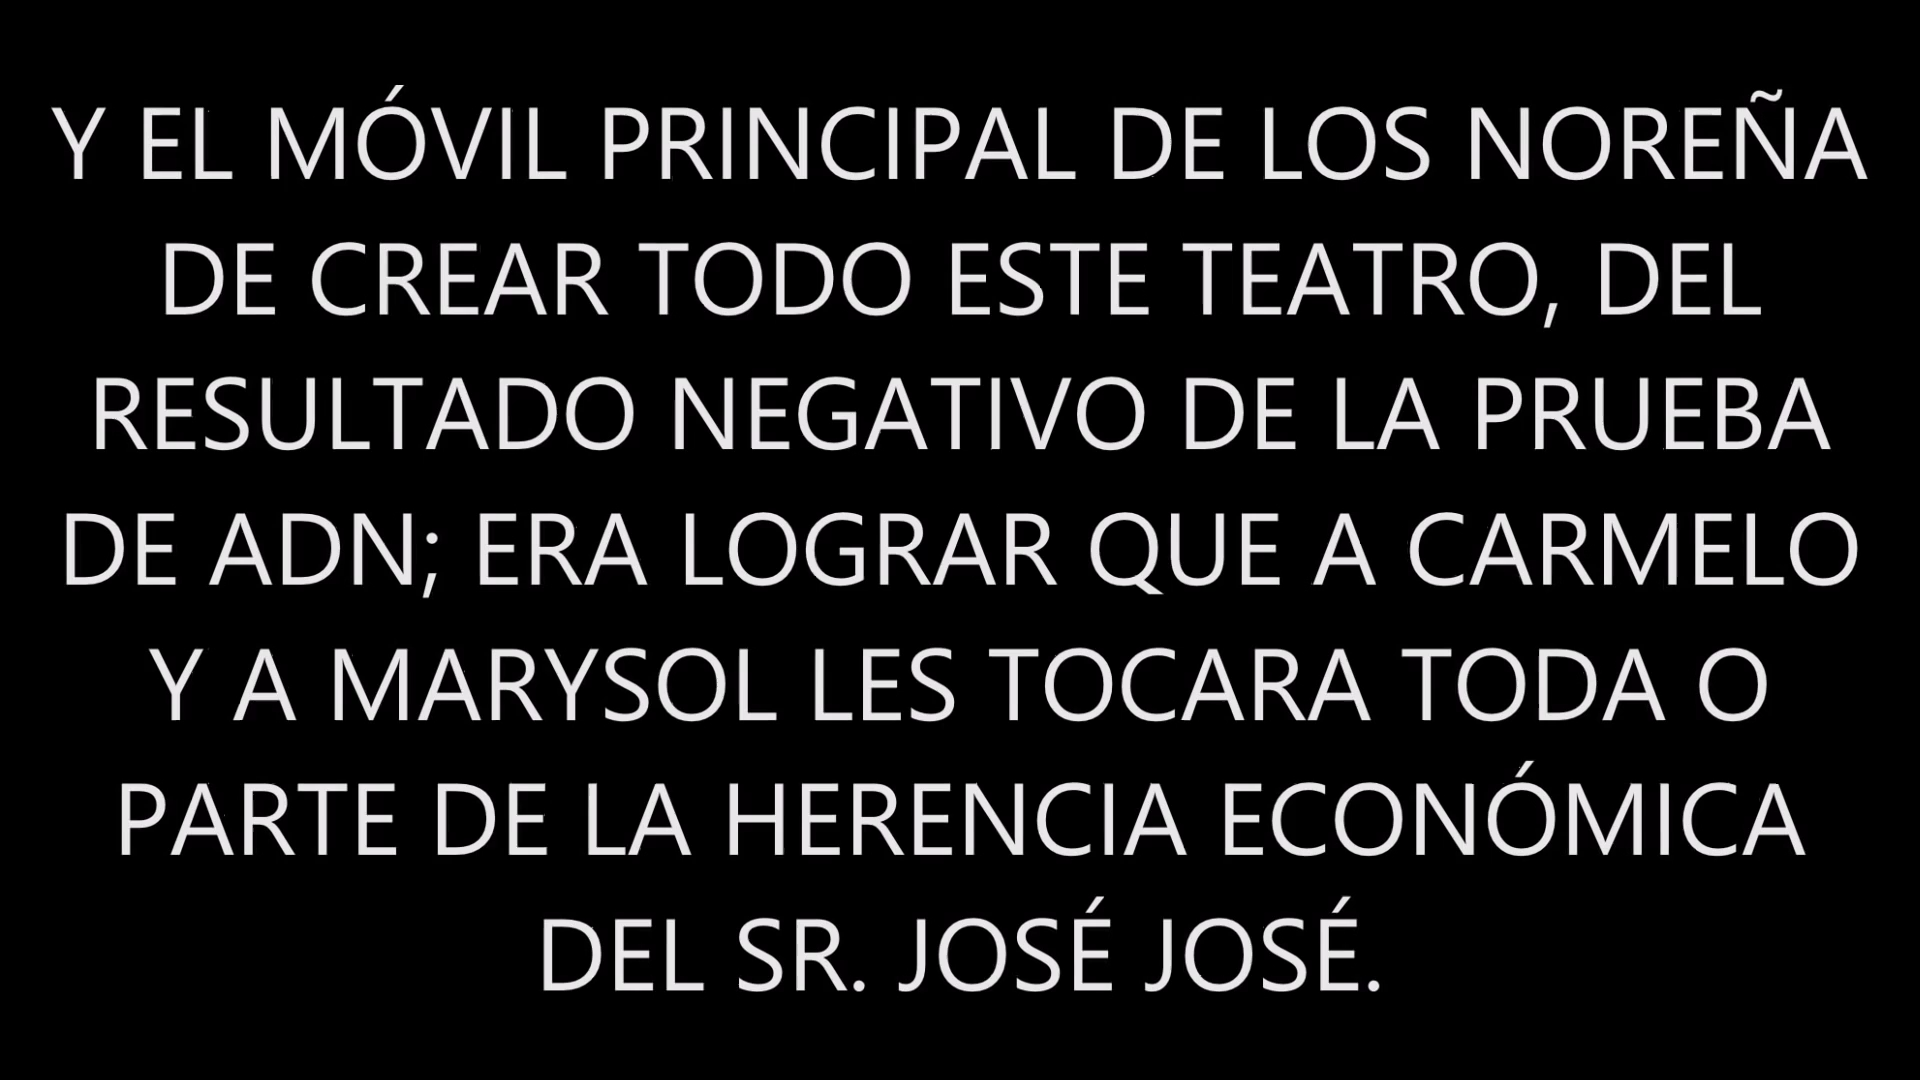 Y EL MÓVIL PRINCIPAL DE LOS NOREÑA
DE CREAR TODO ESTE TEATRO, DEL
RESULTADO NEGATIVO DE LA PRUEBA
DE ADN; ERA LOGRAR QUE A CARMELO
Y A MARYSOL LES TOCARA TODA O
PARTE DE LA HERENCIA ECONÓMICA
DEL SR. JOSÉ JOSÉ.